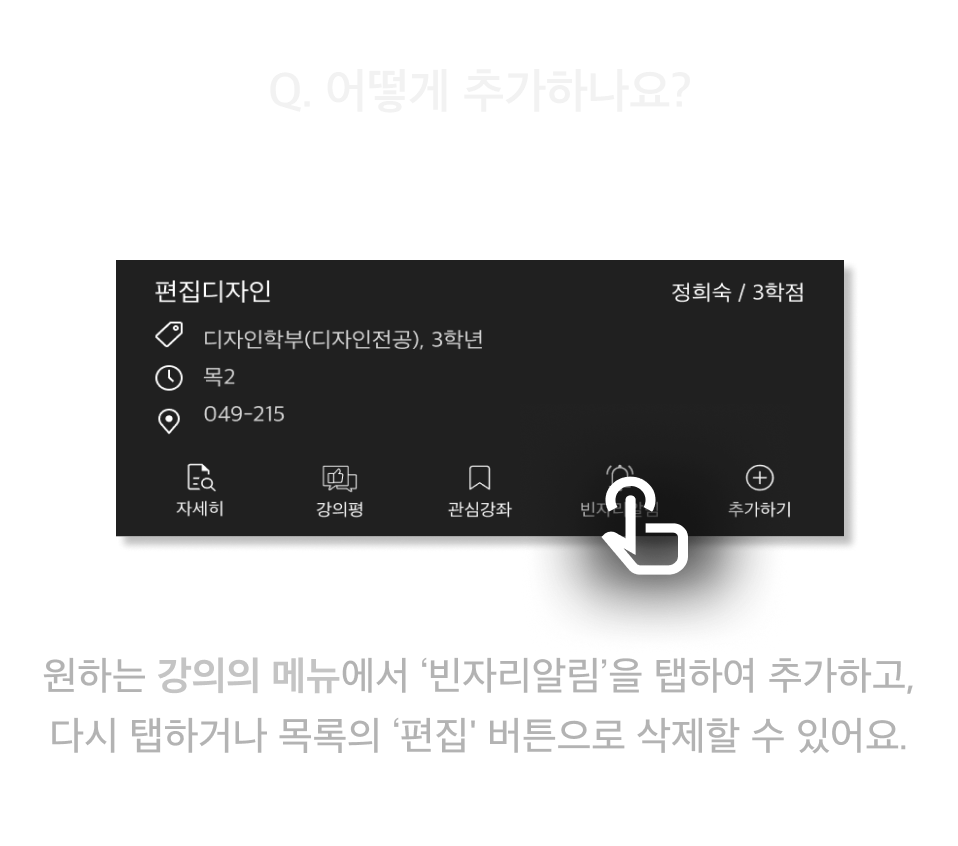 Q. 어떻게 추가하나요?
편집디자인
정희숙 / 3학점
디자인학부(디자인전공), 3학년
목2
049-215
자세히
강의평
관심강좌
빈자리알림
추가하기
원하는 강의의 메뉴에서 ‘빈자리알림’을 탭하여 추가하고,
다시 탭하거나 목록의 ‘편집' 버튼으로 삭제할 수 있어요.